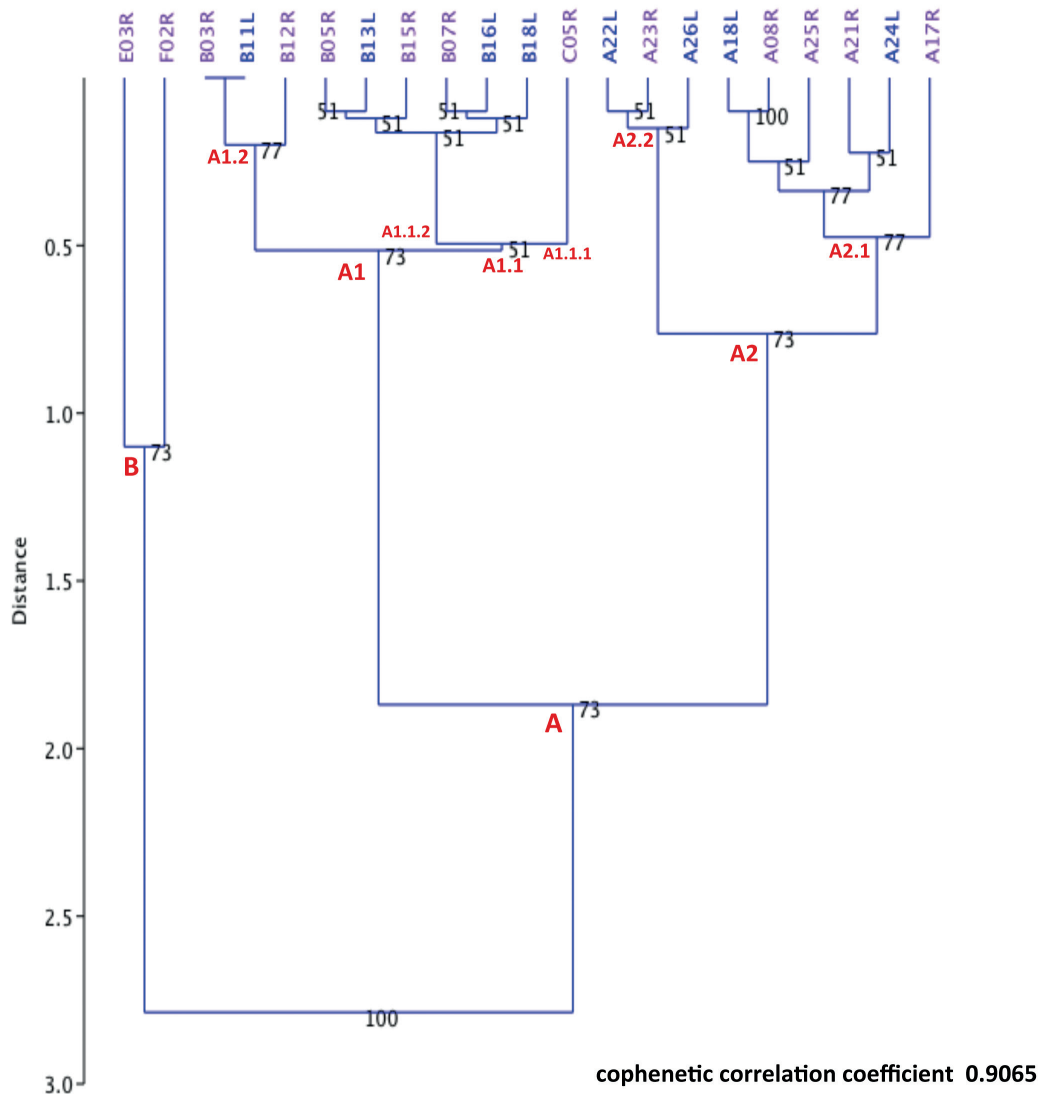 E03R F02R B03R B11L B12R B05R B13L B15R B07R B16L B18L C05R A22L A23R A26L A18L A08R A25R A21R A24L A17R
51 51 51 100
51 51 51
51
A2.2
A1.2 77
51 51
77
A1.1.2
0.5 73 51 A1.1.1 A2.1 77
A1 A1.1
73
A2
1.0
73
B
Distance
1.5
73
A
2.0
2.5
100
cophenetic correlation coefficient 0.9065
3.0